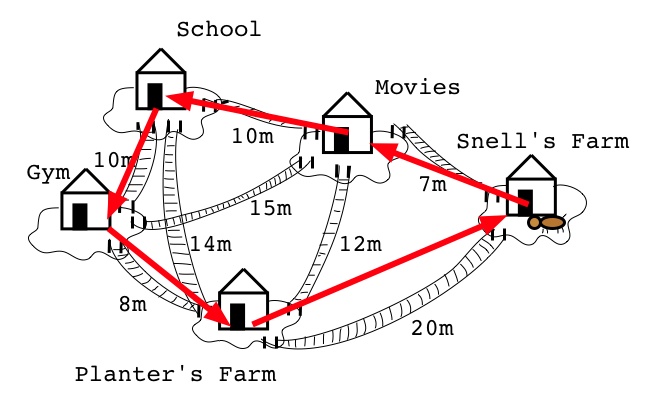 School
Movies
Snell's Farm
10m
10m
Gym
7m
15m
14m
12m
8m
20m
Planter's Farm